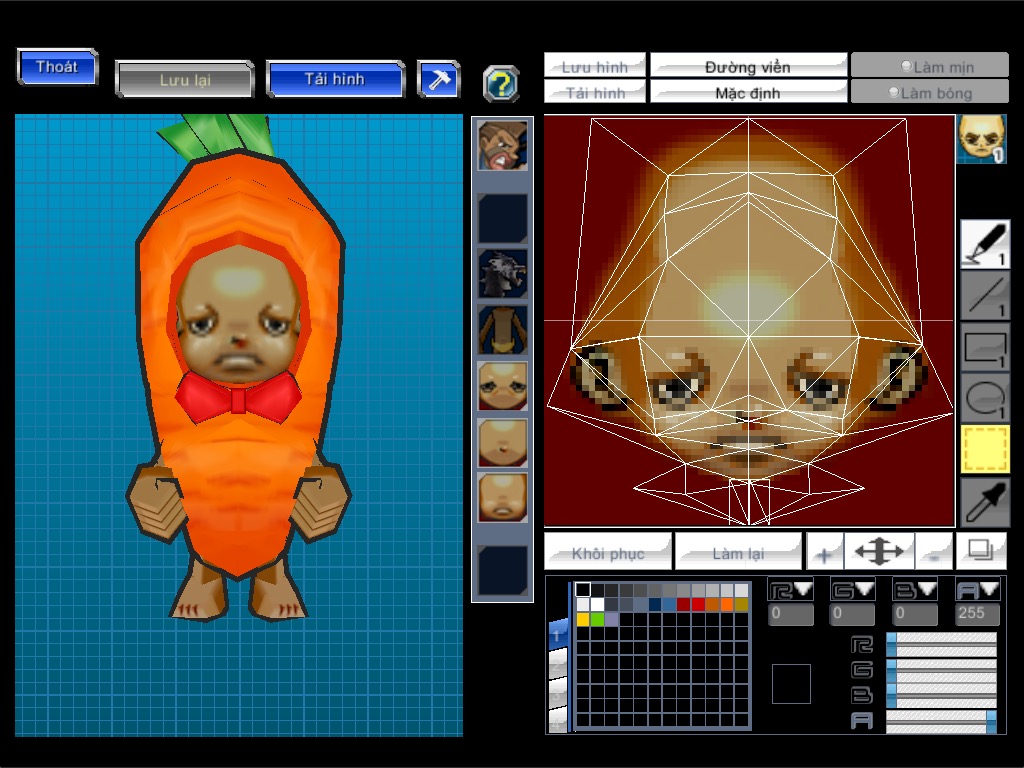 Thoát
Lưu lại
Tải hình
?
Lưu hình
Đường viền
Làm mịn
Tải hình
Mặc định
Làm bóng
1
1
1
1
1
Khôi phục
Làm lại
+
-
R G B A
0 0 0 255
1
R
G
B
A